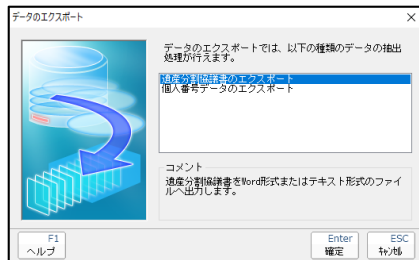 データのエクスポート
データのエクスポートでは、以下の種類のデータの抽出
処理が行えます。
遺産分割協議書のエクスポート
個人番号データのエクスポート
コメント
遺産分割協議書をWord形式またはテキスト形式のファイ
ルへ出力します。
F1
ヘルプ
Enter
確定
ESC
キャンセル